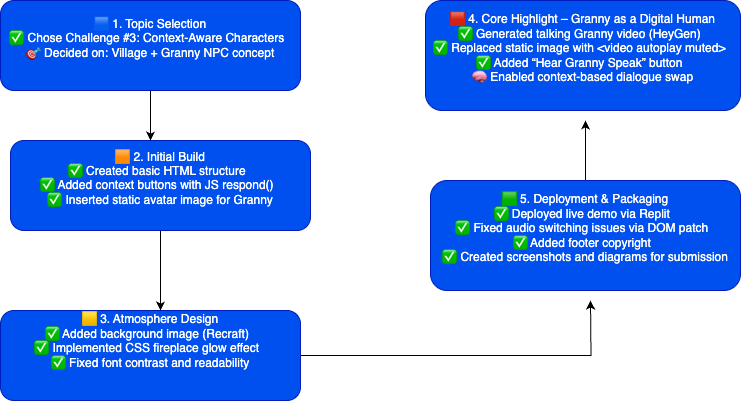 🟦 1. Topic Selection
✅ Chose Challenge #3: Context-Aware Characters
🎯 Decided on: Village + Granny NPC concept
🟧 2. Initial Build
✅ Created basic HTML structure
✅ Added context buttons with JS respond()
✅ Inserted static avatar image for Granny
🟨 3. Atmosphere Design
✅ Added background image (Recraft)
✅ Implemented CSS fireplace glow effect
✅ Fixed font contrast and readability
🟥 4. Core Highlight – Granny as a Digital Human
✅ Generated talking Granny video (HeyGen)
✅ Replaced static image with <video autoplay muted>
✅ Added “Hear Granny Speak” button
🧠 Enabled context-based dialogue swap
🟩 5. Deployment & Packaging
✅ Deployed live demo via Replit
✅ Fixed audio switching issues via DOM patch
✅ Added footer copyright
✅ Created screenshots and diagrams for submission